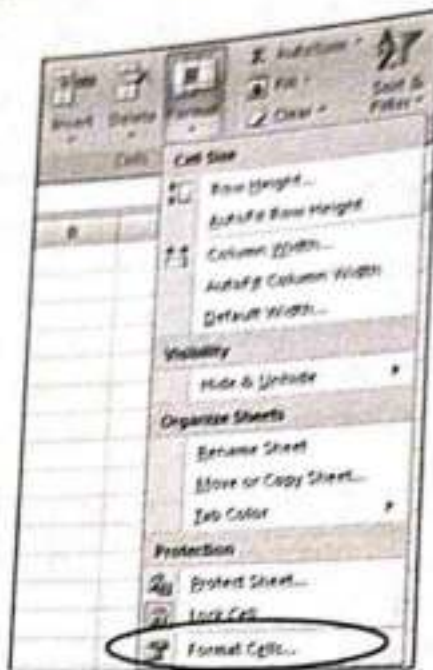 Σ AutoSum
Insert Delete Format Fill Sort &
Clear Filter
Cells
Cell Size
Row Height...
AutoFit Row Height
Column Width...
AutoFit Column Width
Default Width...
Visibility
Hide & Unhide
Organize Sheets
Rename Sheet
Move or Copy Sheet...
Tab Color
Protection
Protect Sheet...
Lock Cell
Format Cells...